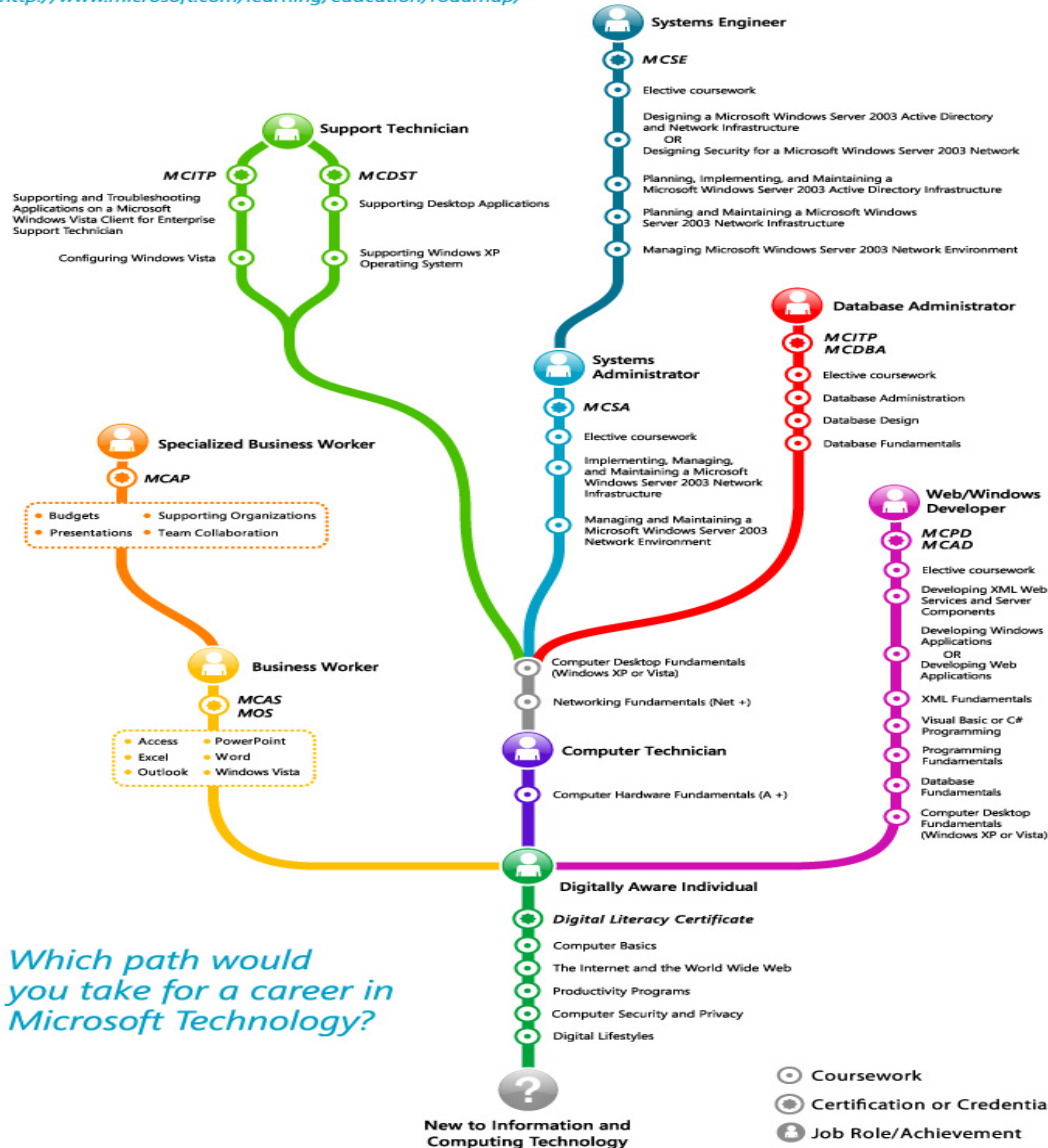 http://www.microsoft.com/learning/education/roadmap/
Systems Engineer
MCSE
Elective coursework
Designing a Microsoft Windows Server 2003 Active Directory
and Network Infrastructure
OR
Designing Security for a Microsoft Windows Server 2003 Network
Planning, Implementing, and Maintaining a
Microsoft Windows Server 2003 Active Directory Infrastructure
Planning and Maintaining a Microsoft Windows
Server 2003 Network Infrastructure
Managing Microsoft Windows Server 2003 Network Environment
Support Technician
MCITP
Supporting and Troubleshooting
Applications on a Microsoft
Windows Vista Client for Enterprise
Support Technician
Configuring Windows Vista
MCDST
Supporting Desktop Applications
Supporting Windows XP
Operating System
Database Administrator
MCITP
MCDBA
Elective coursework
Database Administration
Database Design
Database Fundamentals
Systems
Administrator
MCSA
Elective coursework
Implementing, Managing,
and Maintaining a Microsoft
Windows Server 2003 Network
Infrastructure
Managing and Maintaining a
Microsoft Windows Server 2003
Network Environment
Specialized Business Worker
MCAP
Budgets
Presentations
Supporting Organizations
Team Collaboration
Web/Windows
Developer
MCPD
MCAD
Elective coursework
Developing XML Web
Services and Server
Components
Developing Windows
Applications
OR
Developing Web
Applications
XML Fundamentals
Visual Basic or C#
Programming
Programming
Fundamentals
Database
Fundamentals
Computer Desktop
Fundamentals
(Windows XP or Vista)
Business Worker
MCAS
MOS
Access
Excel
Outlook
PowerPoint
Word
Windows Vista
Computer Desktop Fundamentals
(Windows XP or Vista)
Networking Fundamentals (Net +)
Computer Technician
Computer Hardware Fundamentals (A +)
Digitally Aware Individual
Digital Literacy Certificate
Computer Basics
The Internet and the World Wide Web
Productivity Programs
Computer Security and Privacy
Digital Lifestyles
?
New to Information and
Computing Technology
Which path would
you take for a career in
Microsoft Technology?
Coursework
Certification or Credentia
Job Role/Achievement